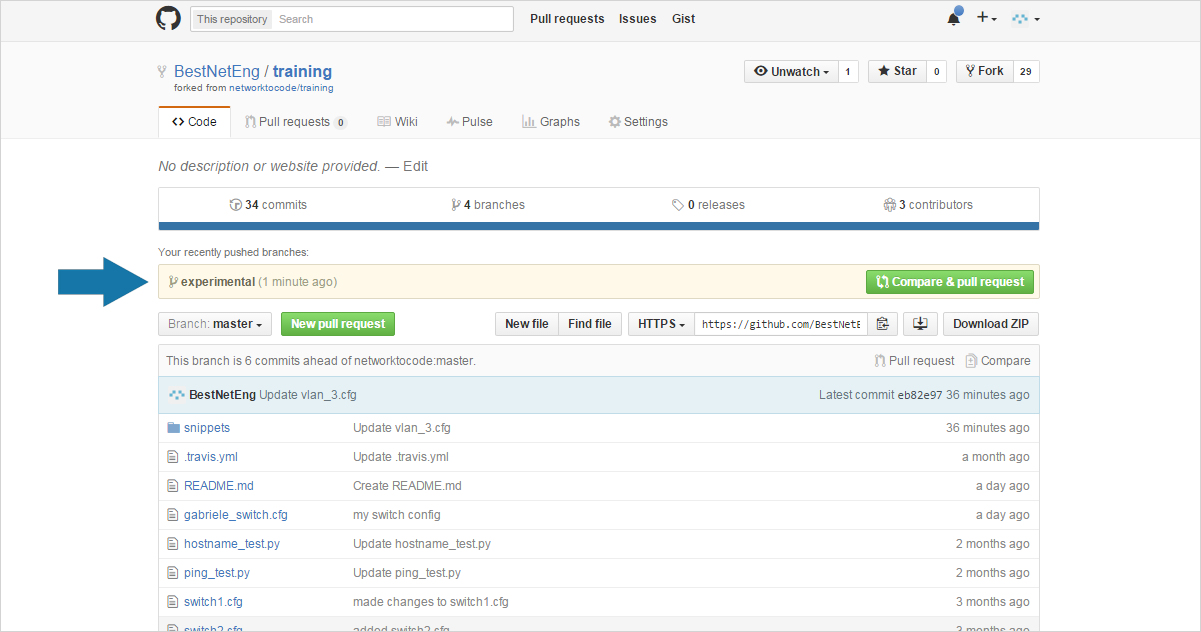 This repository Search Pull requests Issues Gist
BestNetEng / training
Unwatch 1 Star 0 Fork 29
forked from networktocode/training
Code Pull requests 0 Wiki Pulse Graphs Settings
No description or website provided. — Edit
34 commits 4 branches 0 releases 3 contributors
Your recently pushed branches:
experimental (1 minute ago) Compare & pull request
Branch: master New pull request New file Find file HTTPS https://github.com/BestNetE Download ZIP
This branch is 6 commits ahead of networktocode:master. Pull request Compare
BestNetEng Update vlan_3.cfg Latest commit eb82e97 36 minutes ago
snippets Update vlan_3.cfg 36 minutes ago
.travis.yml Update .travis.yml a month ago
README.md Create README.md a day ago
gabriele_switch.cfg my switch config a day ago
hostname_test.py Update hostname_test.py 2 months ago
ping_test.py Update ping_test.py 2 months ago
switch1.cfg made changes to switch1.cfg 3 months ago
switch2.cfg added switch2.cfg 3 months ago